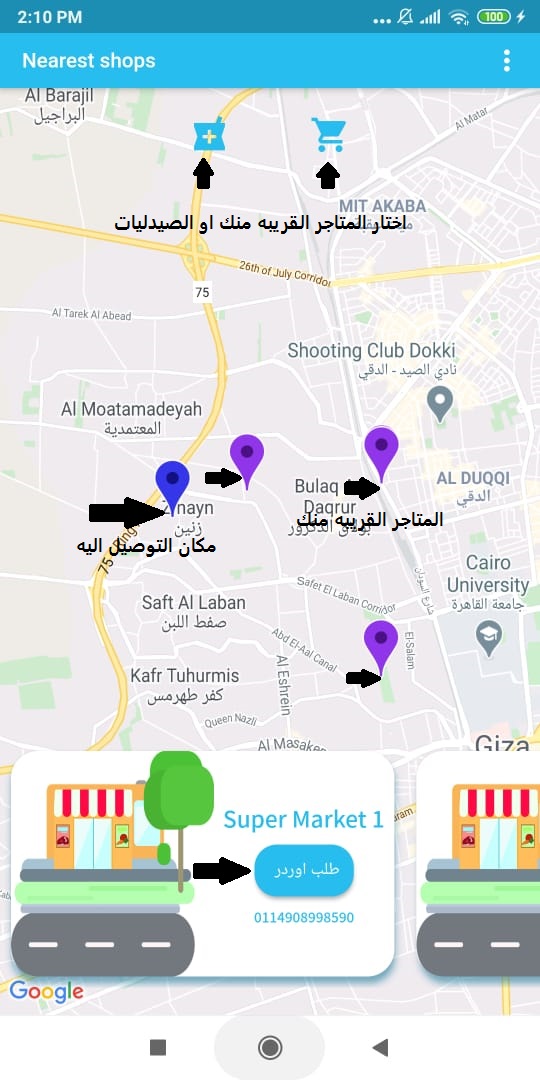 2:10 PM
100
Nearest shops
Al Barajil
البراجيل
Al Matar
MIT AKABA
اختار المتاجر القريبه منك او الصيدليات
26th of July Corridor
75
Al Tarek Al Abead
Shooting Club Dokki
نادي الصيد - الدقي
Al Moatamadeyah
المعتمدية
AL DUQQI
الدقي
Bulaq
Daqrur
المتاجر القريبه منك
زنين
مكان التوصيل اليه
75
Ring
Cairo
University
جامعة القاهرة
شارع السودان
Safet El Laban Corridor
Saft Al Laban
صفط اللبن
Abd El-Aal Canal
El-Salam
Al Eshrein
Kafr Tuhurmis
كفر طهرمس
Queen Nazli
Al Masaken
Giza
Super Market 1
طلب اوردر
0114908998590
Google